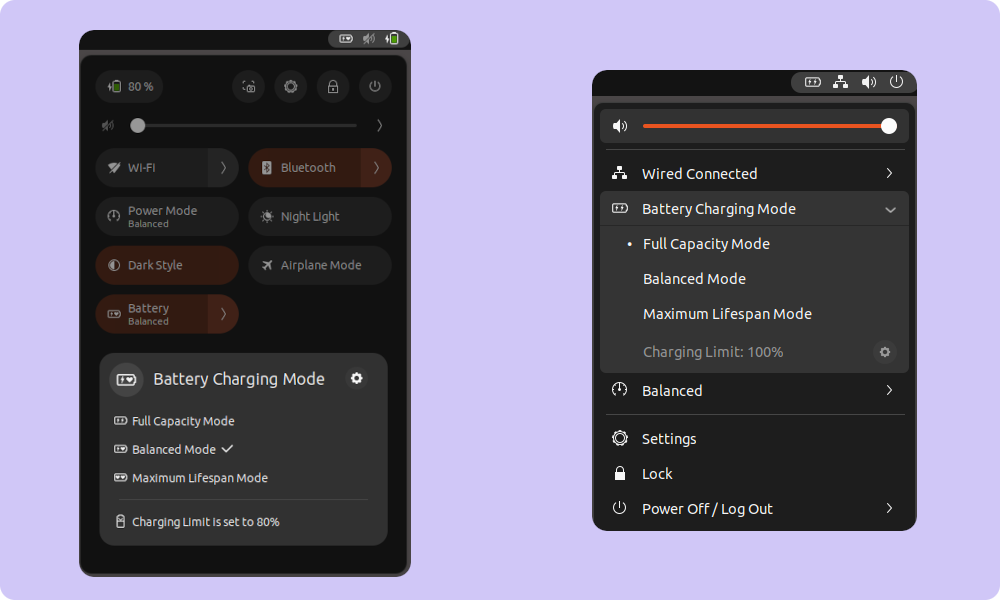 80 %
Wi-Fi
Bluetooth
Power Mode
Balanced
Night Light
Dark Style
Airplane Mode
Battery
Balanced
Battery Charging Mode
Full Capacity Mode
Balanced Mode
Maximum Lifespan Mode
Charging Limit is set to 80%
Wired Connected
Battery Charging Mode
Full Capacity Mode
Balanced Mode
Maximum Lifespan Mode
Charging Limit: 100%
Balanced
Settings
Lock
Power Off / Log Out